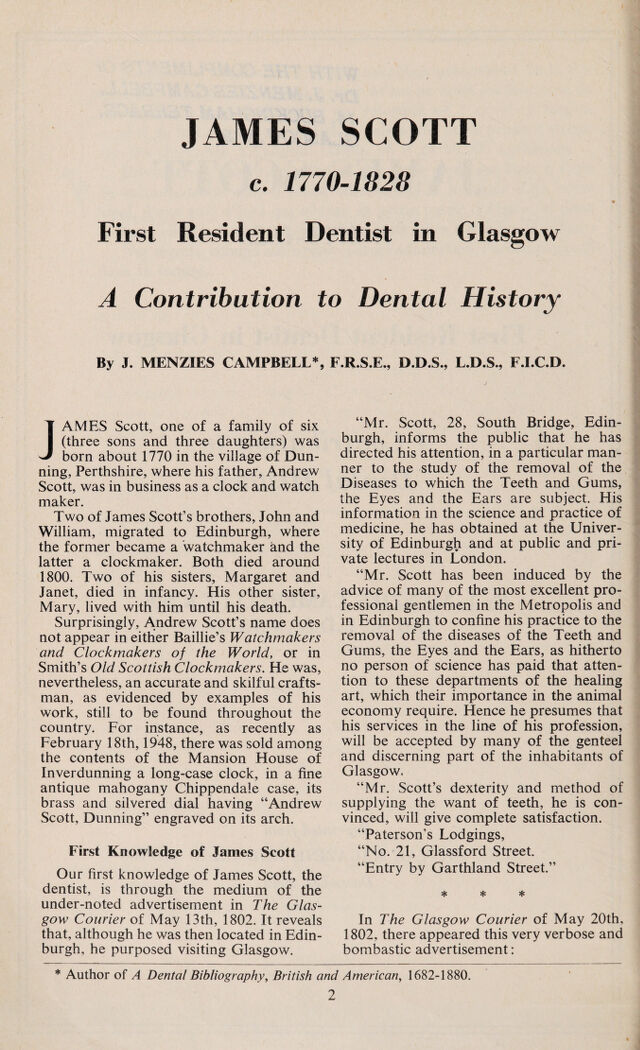 JAMES SCOTT
c. 1770-1828
First Resident Dentist in Glasgow
A Contribution to Dental History
By J. MENZIES CAMPBELL*, F.R.S.E., D.D.S., L.D.S., F.I.C.D.
JAMES Scott, one of a family of six
(three sons and three daughters) was
born about 1770 in the village of Dun-
ning, Perthshire, where his father, Andrew
Scott, was in business as a clock and watch
maker.
Two of James Scott's brothers, John and
William, migrated to Edinburgh, where
the former became a watchmaker and the
latter a clockmaker. Both died around
1800. Two of his sisters, Margaret and
Janet, died in infancy. His other sister,
Mary, lived with him until his death.
Surprisingly, Andrew Scott's name does
not appear in either Baillie's Watchmakers
and Clockmakers of the World, or in
Smith's Old Scottish Clockmakers. He was,
nevertheless, an accurate and skilful crafts-
man, as evidenced by examples of his
work, still to be found throughout the
country. For instance, as recently as
February 18th, 1948, there was sold among
the contents of the Mansion House of
Inverdunning a long-case clock, in a fine
antique mahogany Chippendale case, its
brass and silvered dial having "Andrew
Scott, Dunning" engraved on its arch.
First Knowledge of James Scott
Our first knowledge of James Scott, the
dentist, is through the medium of the
under-noted advertisement in The Glas-
gow Courier of May 13th, 1802. It reveals
that, although he was then located in Edin-
burgh, he purposed visiting Glasgow.
"Mr. Scott, 28, South Bridge, Edin-
burgh, informs the public that he has
directed his attention, in a particular man-
ner to the study of the removal of the
Diseases to which the Teeth and Gums,
the Eyes and the Ears are subject. His
information in the science and practice of
medicine, he has obtained at the Univer-
sity of Edinburgh and at public and pri-
vate lectures in London.
"Mr. Scott has been induced by the
advice of many of the most excellent pro-
fessional gentlemen in the Metropolis and
in Edinburgh to confine his practice to the
removal of the diseases of the Teeth and
Gums, the Eyes and the Ears, as hitherto
no person of science has paid that atten-
tion to these departments of the healing
art, which their importance in the animal
economy require. Hence he presumes that
his services in the line of his profession,
will be accepted by many of the genteel
and discerning part of the inhabitants of
Glasgow.
"Mr. Scott's dexterity and method of
supplying the want of teeth, he is con-
vinced, will give complete satisfaction.
"Paterson's Lodgings,
"No. 21, Glassford Street.
"Entry by Garthland Street."
* * *
In The Glasgow Courier of May 20th,
1802, there appeared this very verbose and
bombastic advertisement:
* Author of A Dental Bibliography, British and American, 1682-1880.
2